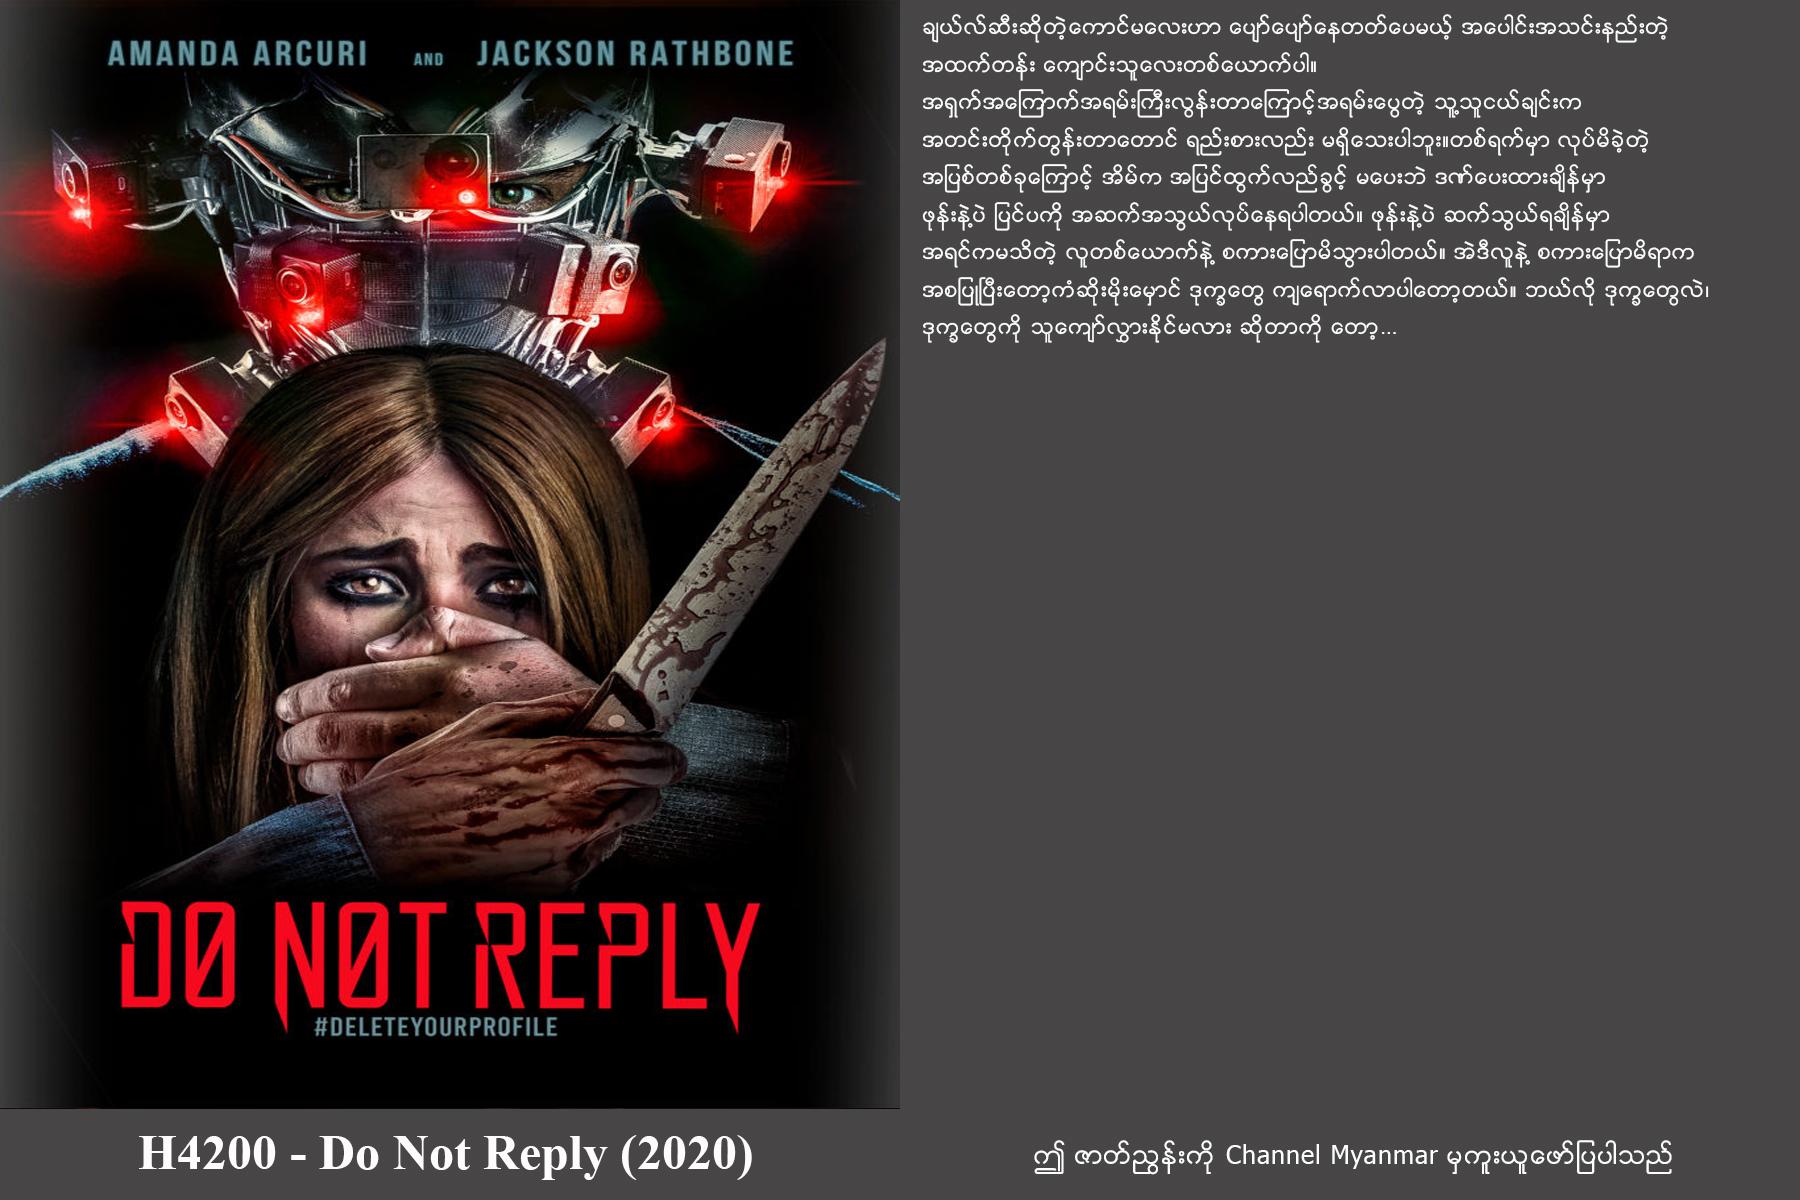 AMANDA ARCURI AND JACKSON RATHBONE
DO NOT REPLY
#DELETEYOURPROFILE
H4200 - Do Not Reply (2020)
ချယ်လ်ဆီးဆိုတဲ့ကောင်မလေးဟာ ပျော်ပျော်နေတတ်ပေမယ့် အပေါင်းအသင်းနည်းတဲ့
အထက်တန်း ကျောင်းသူလေးတစ်ယောက်ပါ။
အရှက်အကြောက်အရမ်းကြီးလွန်းတာကြောင့်အရမ်းပွေတဲ့ သူ့သူငယ်ချင်းက
အတင်းတိုက်တွန်းတာတောင် ရည်းစားလည်း မရှိသေးပါဘူး။တစ်ရက်မှာ လုပ်မိခဲ့တဲ့
အပြစ်တစ်ခုကြောင့် အိမ်က အပြင်ထွက်လည်ခွင့် မပေးဘဲ ဒဏ်ပေးထားချိန်မှာ
ဖုန်းနဲ့ပဲ ပြင်ပကို အဆက်အသွယ်လုပ်နေရပါတယ်။ ဖုန်းနဲ့ပဲ ဆက်သွယ်ရချိန်မှာ
အရင်ကမသိတဲ့ လူတစ်ယောက်နဲ့ စကားပြောမိသွားပါတယ်။ အဲဒီလူနဲ့ စကားပြောမိရာက
အစပြုပြီးတော့ကံဆိုးမိုးမှောင် ဒုက္ခတွေ ကျရောက်လာပါတော့တယ်။ ဘယ်လို ဒုက္ခတွေလဲ၊
ဒုက္ခတွေကို သူကျော်လွှားနိုင်မလား ဆိုတာကို တော့...
ဤ ဇာတ်ညွှန်းကို Channel Myanmar မှကူးယူဖော်ပြပါသည်